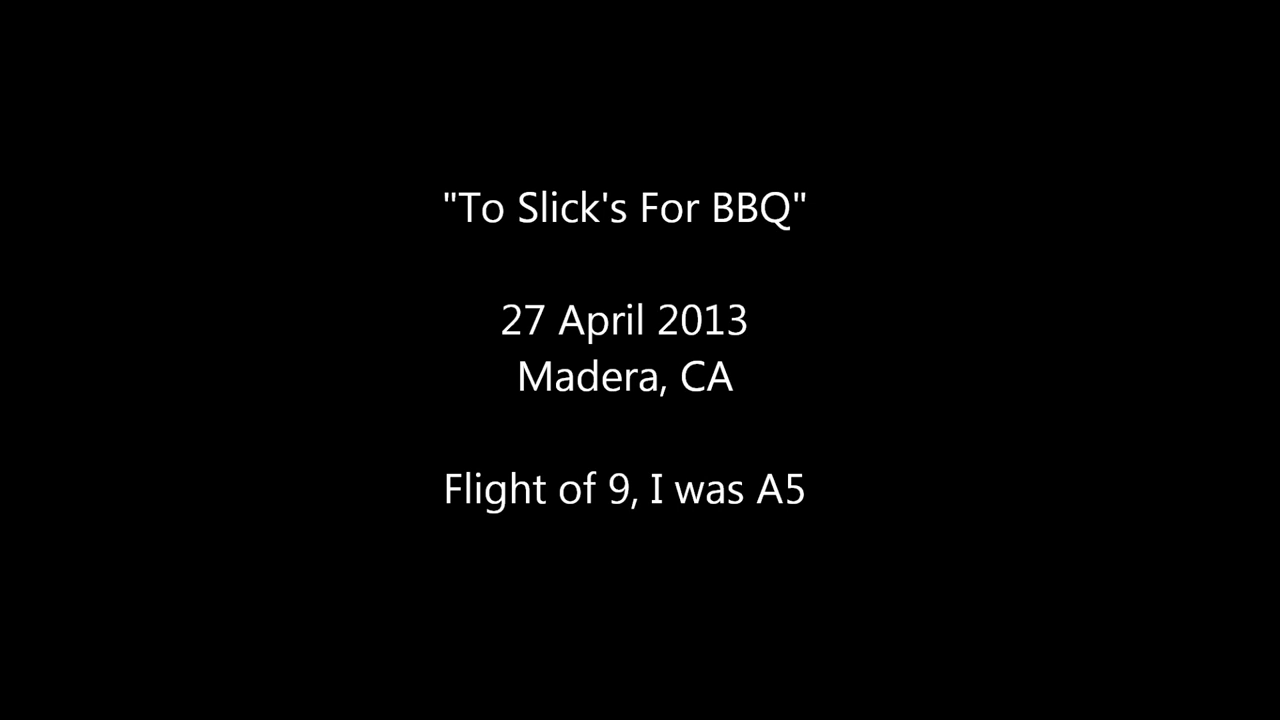 "To Slick's For BBQ"
27 April 2013
Madera, CA
Flight of 9, I was A5